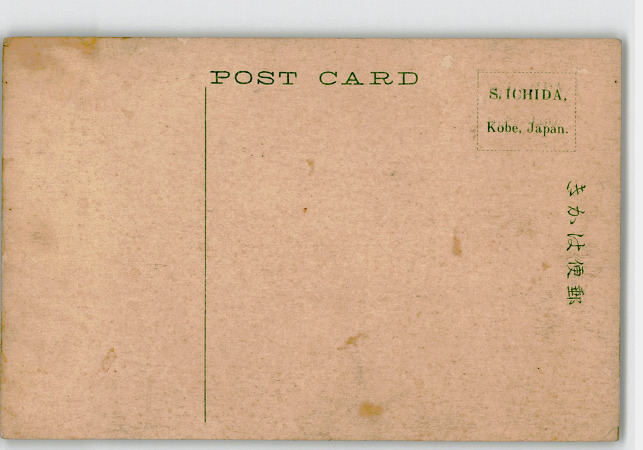 POST CARD
S. ICHIDA,
Kobe, Japan.
きかは便郵